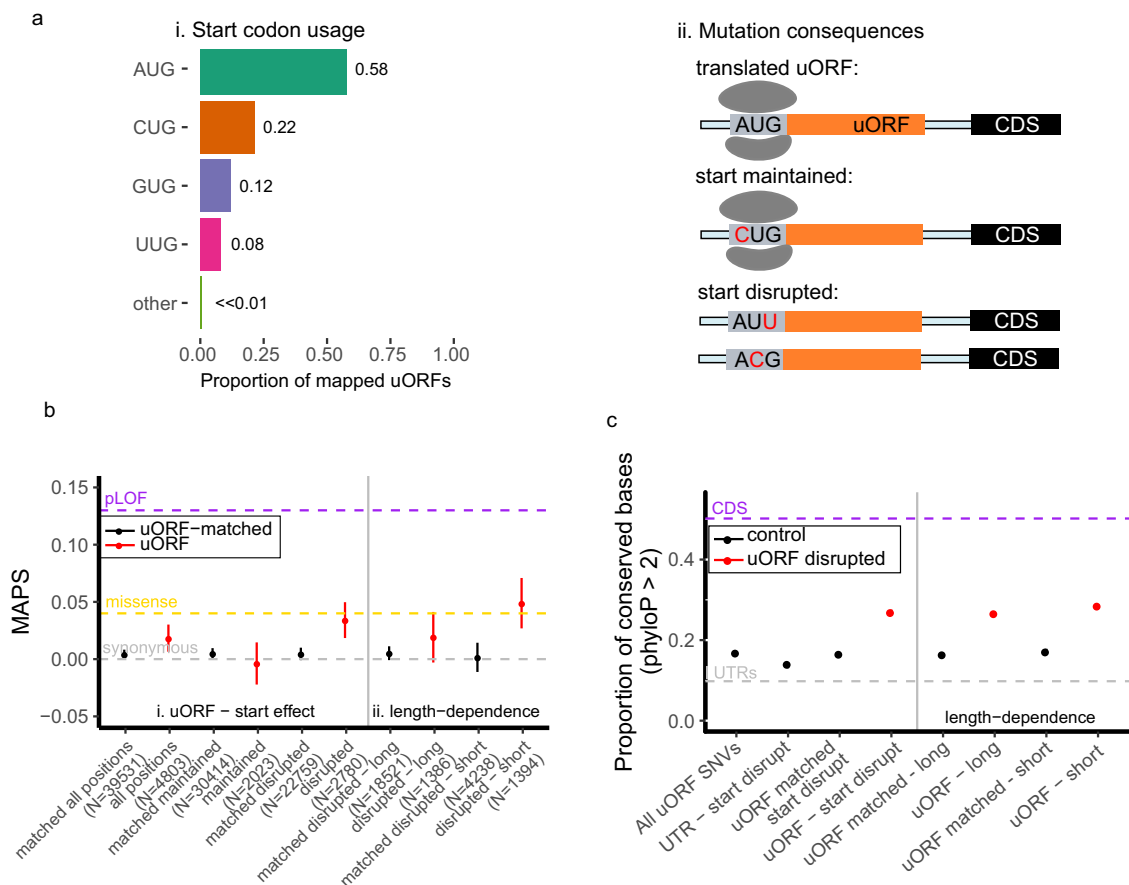 a
i. Start codon usage
AUG
0.58
CUG
0.22
GUG
0.12
UUG
0.08
other
<<0.01
0.00 0.25 0.50 0.75 1.00
Proportion of mapped uORFs
ii. Mutation consequences
translated uORF:
AUG uORF CDS
start maintained:
CUG CDS
start disrupted:
AUU CDS
ACG CDS
b
MAPS
0.15
0.10
0.05
0.00
−0.05
pLOF
uORF−matched
uORF
missense
synonymous
i. uORF − start effect
ii. length−dependence
matched all positions
(N=39531)
all positions
(N=4803)
matched maintained
(N=30414)
maintained
(N=2023)
matched disrupted
(N=22759)
disrupted
(N=2780)
matched disrupted − long
(N=18521)
disrupted − long
(N=1386)
matched disrupted − short
(N=4238)
disrupted − short
(N=1394)
c
Proportion of conserved bases
(phyloP > 2)
0.4
0.2
0.0
CDS
control
uORF disrupted
UTRs
length−dependence
All uORF SNVs
UTR − start disrupt
uORF matched
start disrupt
uORF − start disrupt
uORF matched - long
uORF − long
uORF matched - short
uORF − short